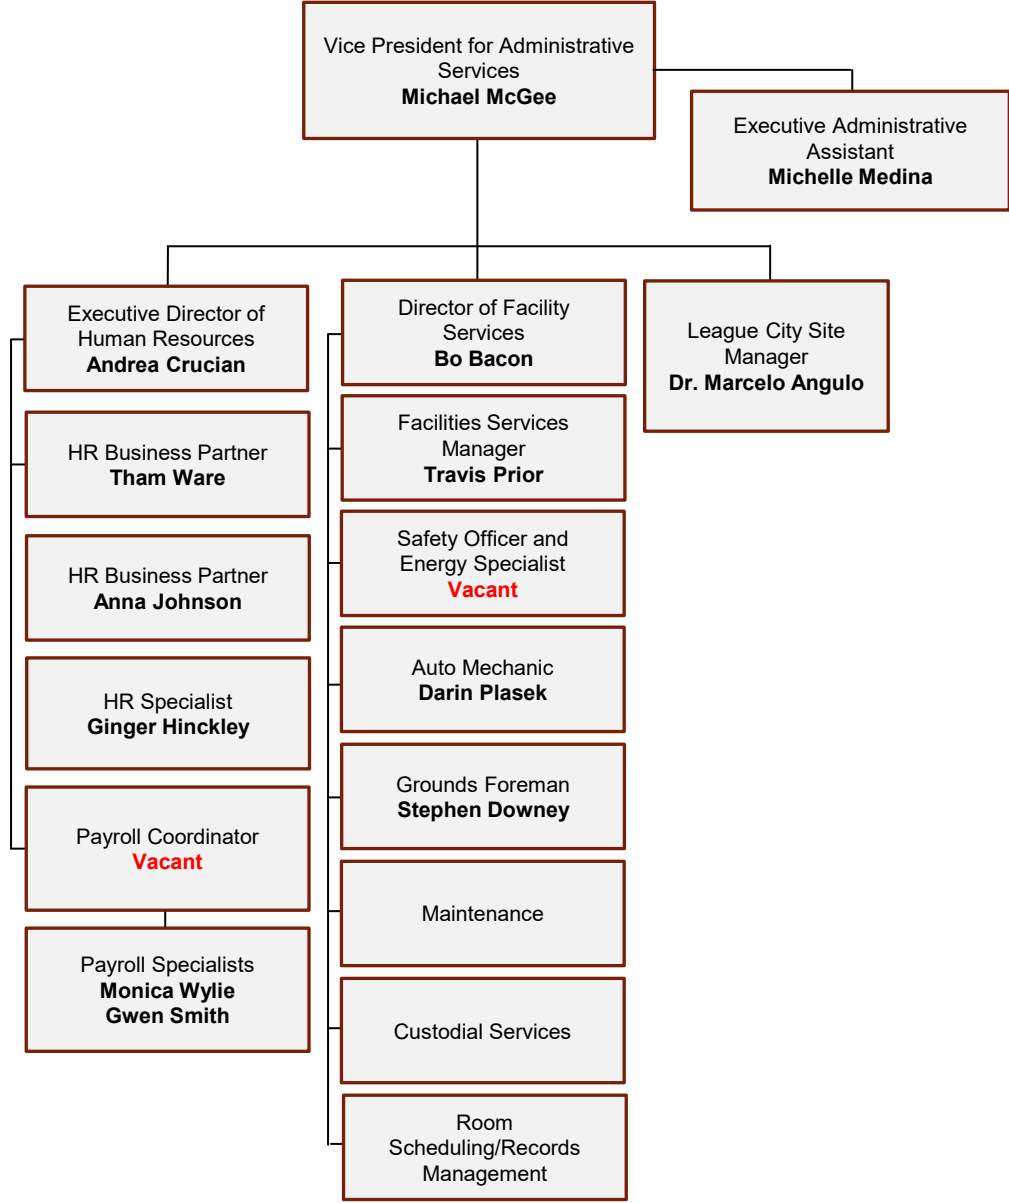 Vice President for Administrative
Services
Michael McGee
Executive Administrative
Assistant
Michelle Medina
Executive Director of
Human Resources
Andrea Crucian
HR Business Partner
Tham Ware
HR Business Partner
Anna Johnson
HR Specialist
Ginger Hinckley
Payroll Coordinator
Vacant
Payroll Specialists
Monica Wylie
Gwen Smith
Director of Facility
Services
Bo Bacon
Facilities Services
Manager
Travis Prior
Safety Officer and
Energy Specialist
Vacant
Auto Mechanic
Darin Plasek
Grounds Foreman
Stephen Downey
Maintenance
Custodial Services
Room
Scheduling/Records
Management
League City Site
Manager
Dr. Marcelo Angulo